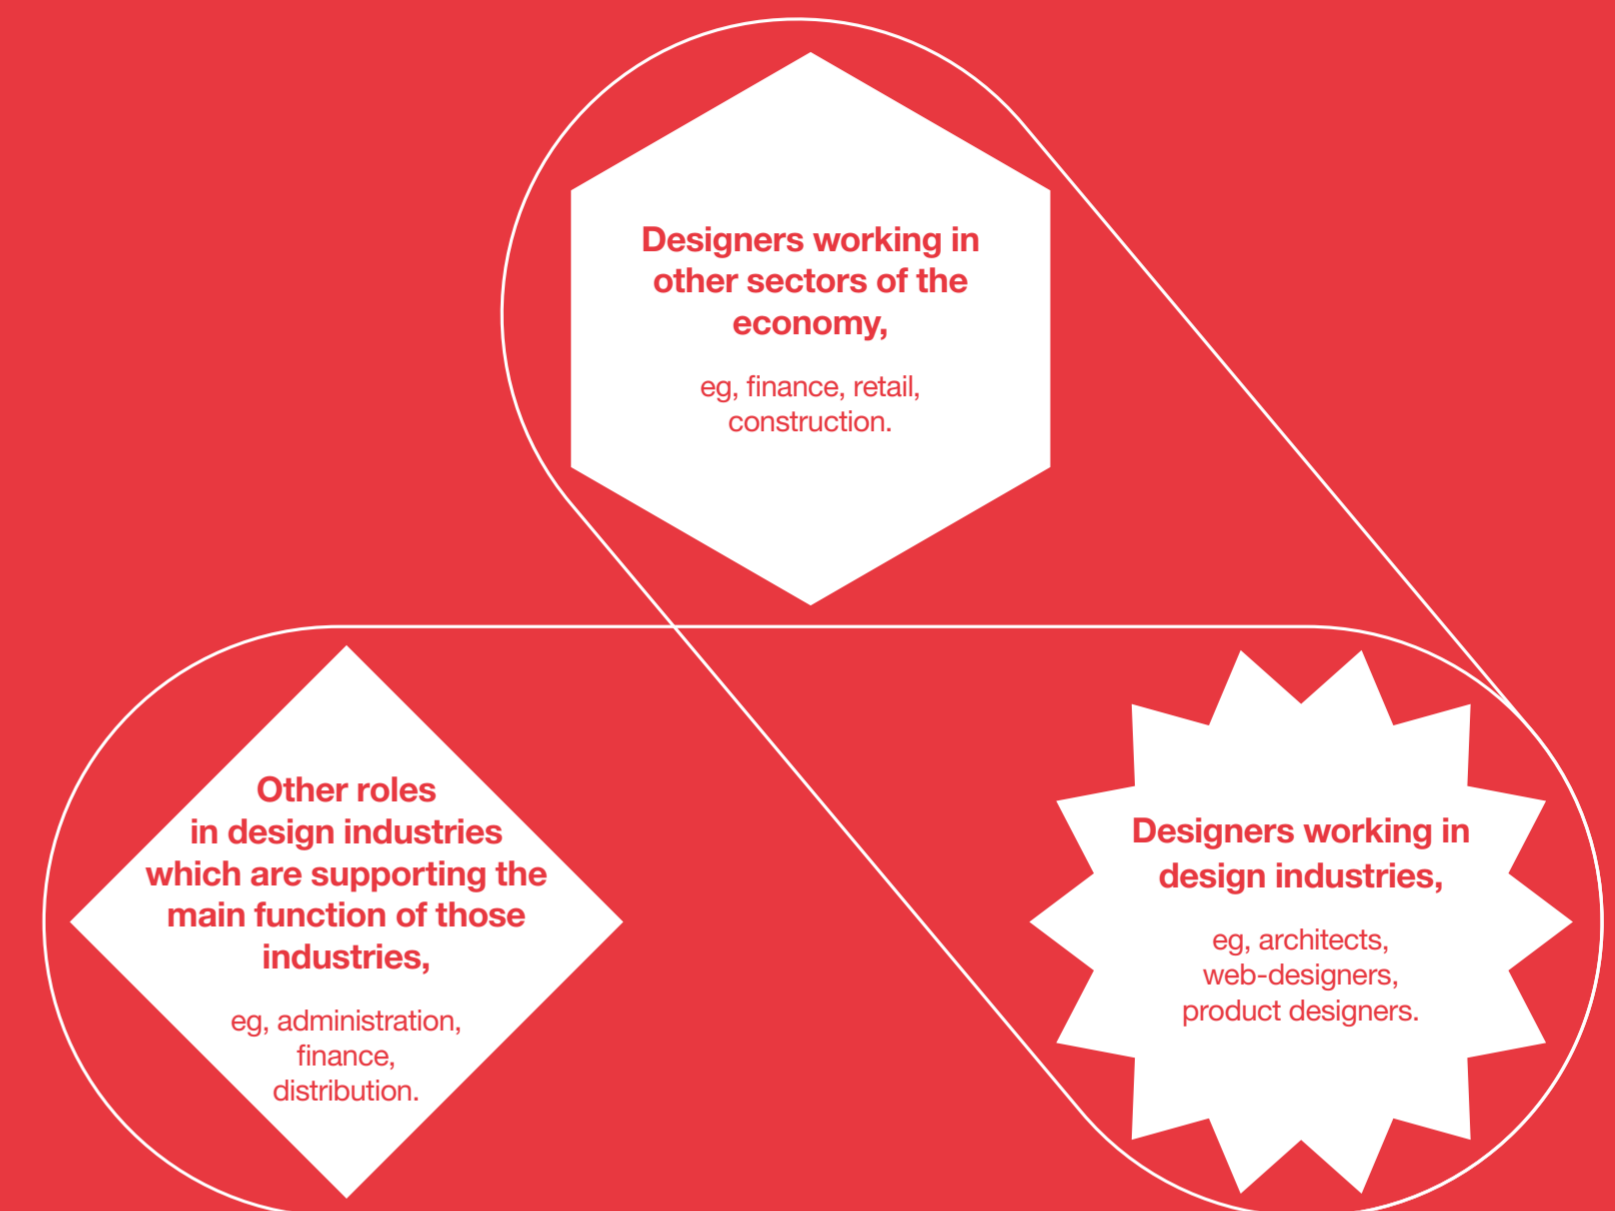 Designers working in
other sectors of the
economy,
eg, finance, retail,
construction.
Other roles
in design industries
which are supporting the
main function of those
industries,
eg, administration,
finance,
distribution.
Designers working in
design industries,
eg, architects,
web-designers,
product designers.